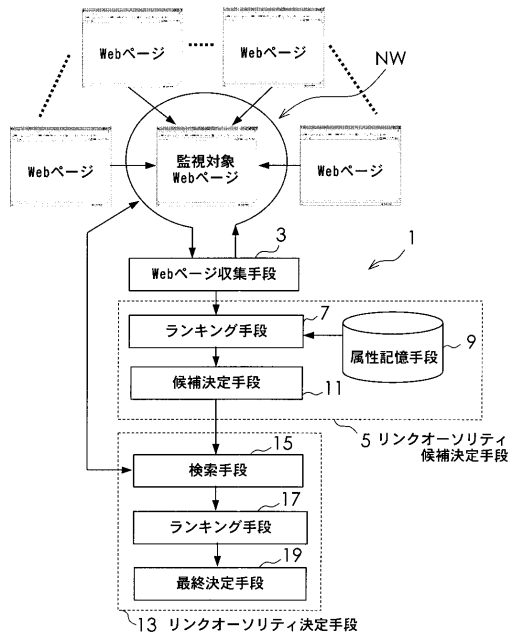 Webページ
Webページ
NW
Webページ
監視対象
Webページ
Webページ
3
1
Webページ収集手段
7
ランキング手段
属性記憶手段
9
候補決定手段
11
5 リンクオーソリティ
候補決定手段
15
検索手段
17
ランキング手段
19
最終決定手段
13 リンクオーソリティ決定手段